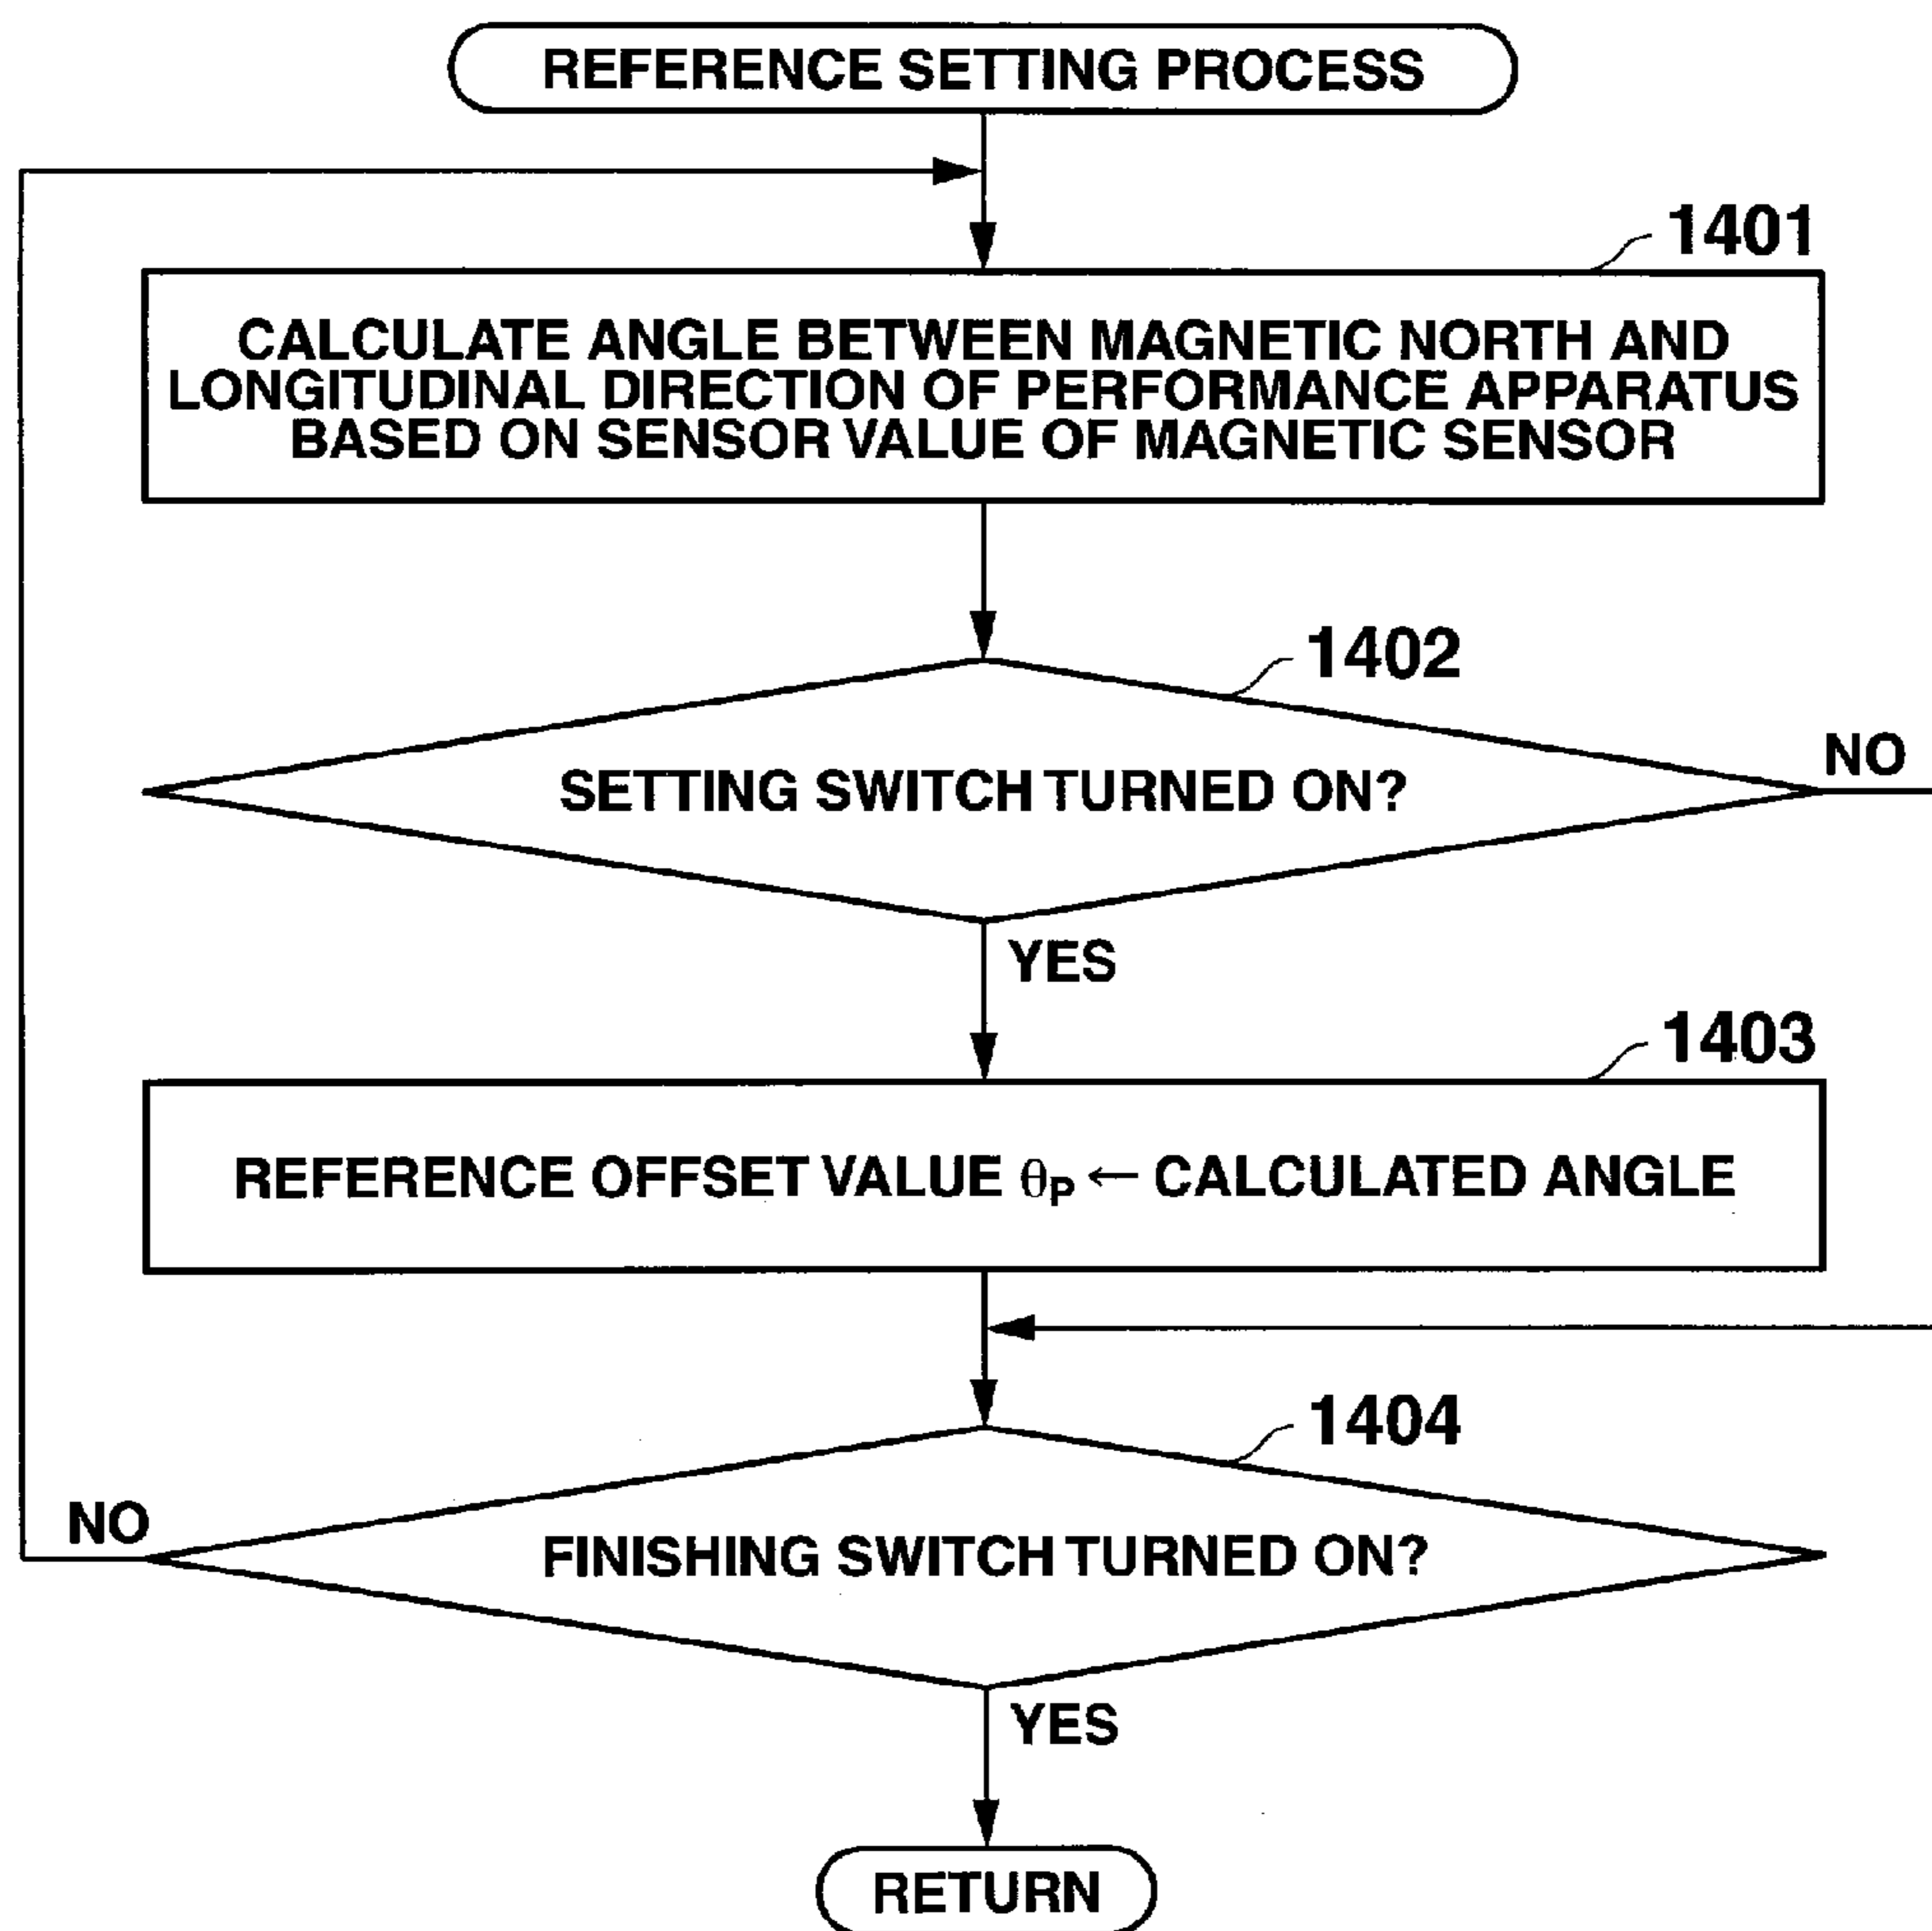 REFERENCE SETTING PROCESS
1401
CALCULATE ANGLE BETWEEN MAGNETIC NORTH AND
LONGITUDINAL DIRECTION OF PERFORMANCE APPARATUS
BASED ON SENSOR VALUE OF MAGNETIC SENSOR
1402
NO
SETTING SWITCH TURNED ON?
YES
1403
REFERENCE OFFSET VALUE θP ← CALCULATED ANGLE
1404
NO
FINISHING SWITCH TURNED ON?
YES
RETURN